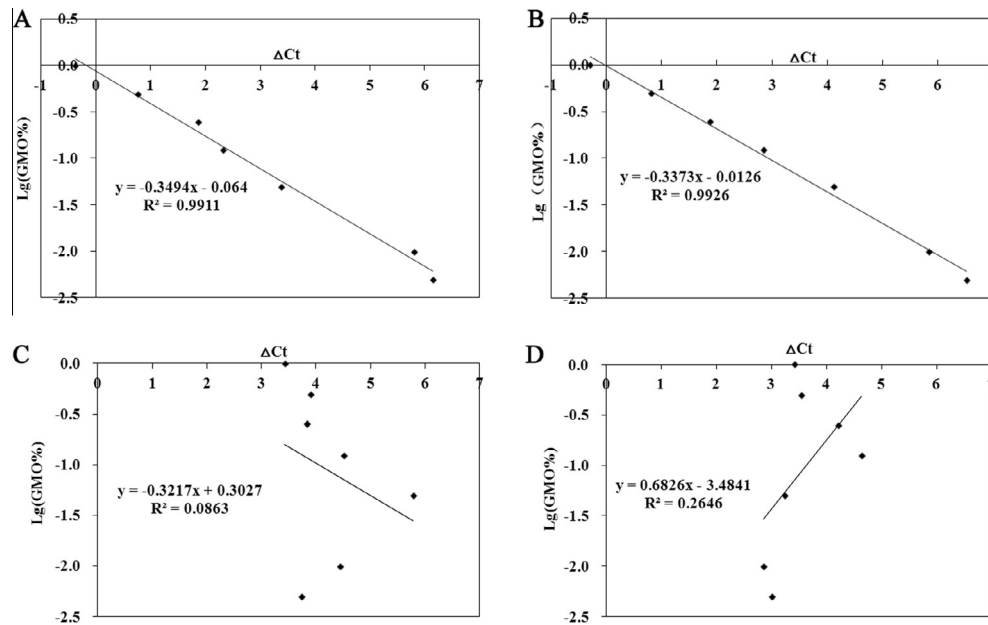 A
0.5
ΔCt
0.0
-1 0 1 2 3 4 5 6 7
-0.5
Lg(GMO%)
-1.0
y = -0.3494x - 0.064
R² = 0.9911
-1.5
-2.0
-2.5
B
0.5
ΔCt
0.0
-1 0 1 2 3 4 5 6 7
-0.5
Lg（GMO%）
-1.0
y = -0.3373x - 0.0126
R² = 0.9926
-1.5
-2.0
-2.5
C
ΔCt
0.0
0 1 2 3 4 5 6 7
-0.5
Lg(GMO%)
-1.0
y = -0.3217x + 0.3027
R² = 0.0863
-1.5
-2.0
-2.5
D
ΔCt
0.0
0 1 2 3 4 5 6 7
-0.5
Lg(GMO%)
-1.0
y = 0.6826x - 3.4841
R² = 0.2646
-1.5
-2.0
-2.5